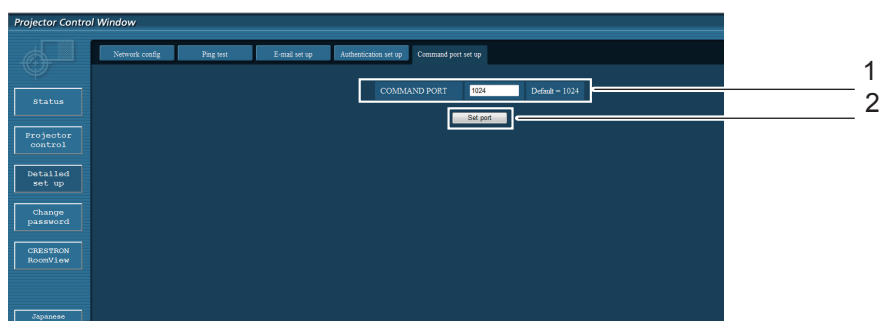 Projector Control Window
Network config
Ping test
E-mail set up
Authentication set up
Command port set up
COMMAND PORT
1024
Default = 1024
Set port
1
2
Status
Projector
control
Detailed
set up
Change
password
CRESTRON
RoomView
Japanese